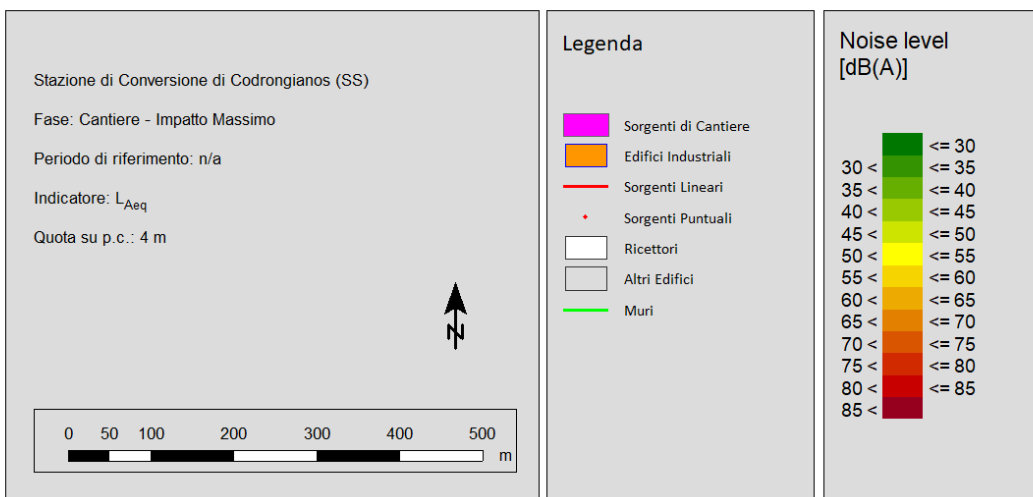 Stazione di Conversione di Codrongianos (SS)
Fase: Cantiere - Impatto Massimo
Periodo di riferimento: n/a
Indicatore: LAeq
Quota su p.c.: 4 m
N
0 50 100 200 300 400 500
m
Legenda
Sorgenti di Cantiere
Edifici Industriali
Sorgenti Lineari
Sorgenti Puntuali
Ricettori
Altri Edifici
Muri
Noise level
[dB(A)]
<= 30
30 < <= 35
35 < <= 40
40 < <= 45
45 < <= 50
50 < <= 55
55 < <= 60
60 < <= 65
65 < <= 70
70 < <= 75
75 < <= 80
80 < <= 85
85 <